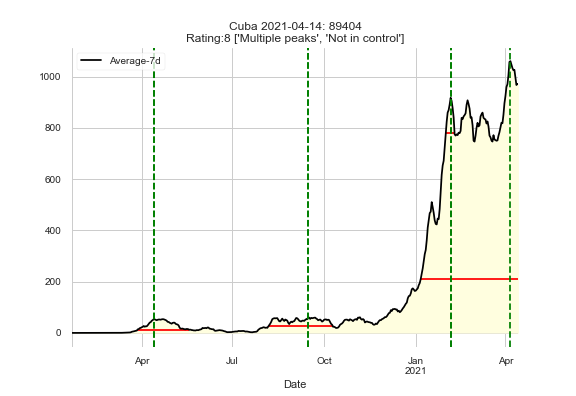 Cuba 2021-04-14: 89404
Rating:8 ['Multiple peaks', 'Not in control']
Average-7d
1000
800
600
400
200
0
Apr
Jul
Oct
Jan
2021
Apr
Date